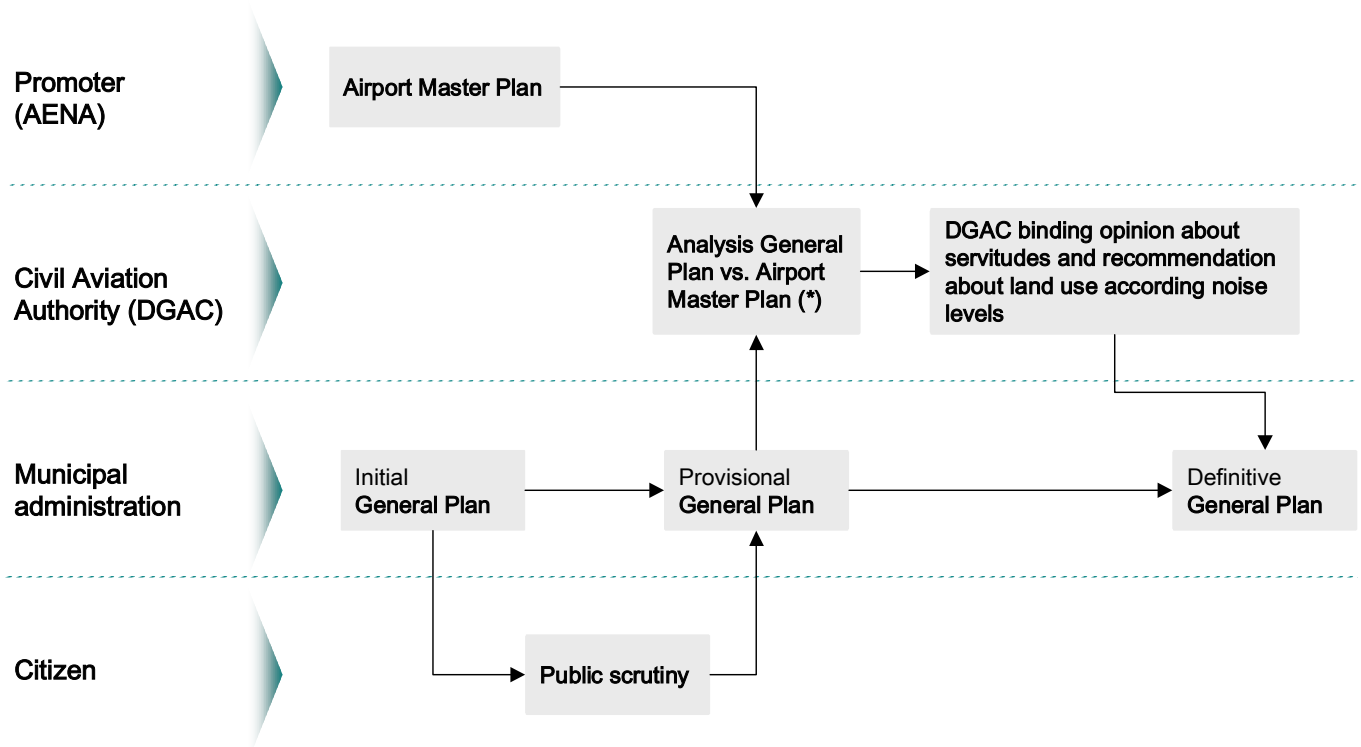 Promoter
(AENA)
Airport Master Plan
Civil Aviation
Authority (DGAC)
Analysis General
Plan vs. Airport
Master Plan (*)
DGAC binding opinion about
servitudes and recommendation
about land use according noise
levels
Municipal
administration
Initial
General Plan
Provisional
General Plan
Definitive
General Plan
Citizen
Public scrutiny